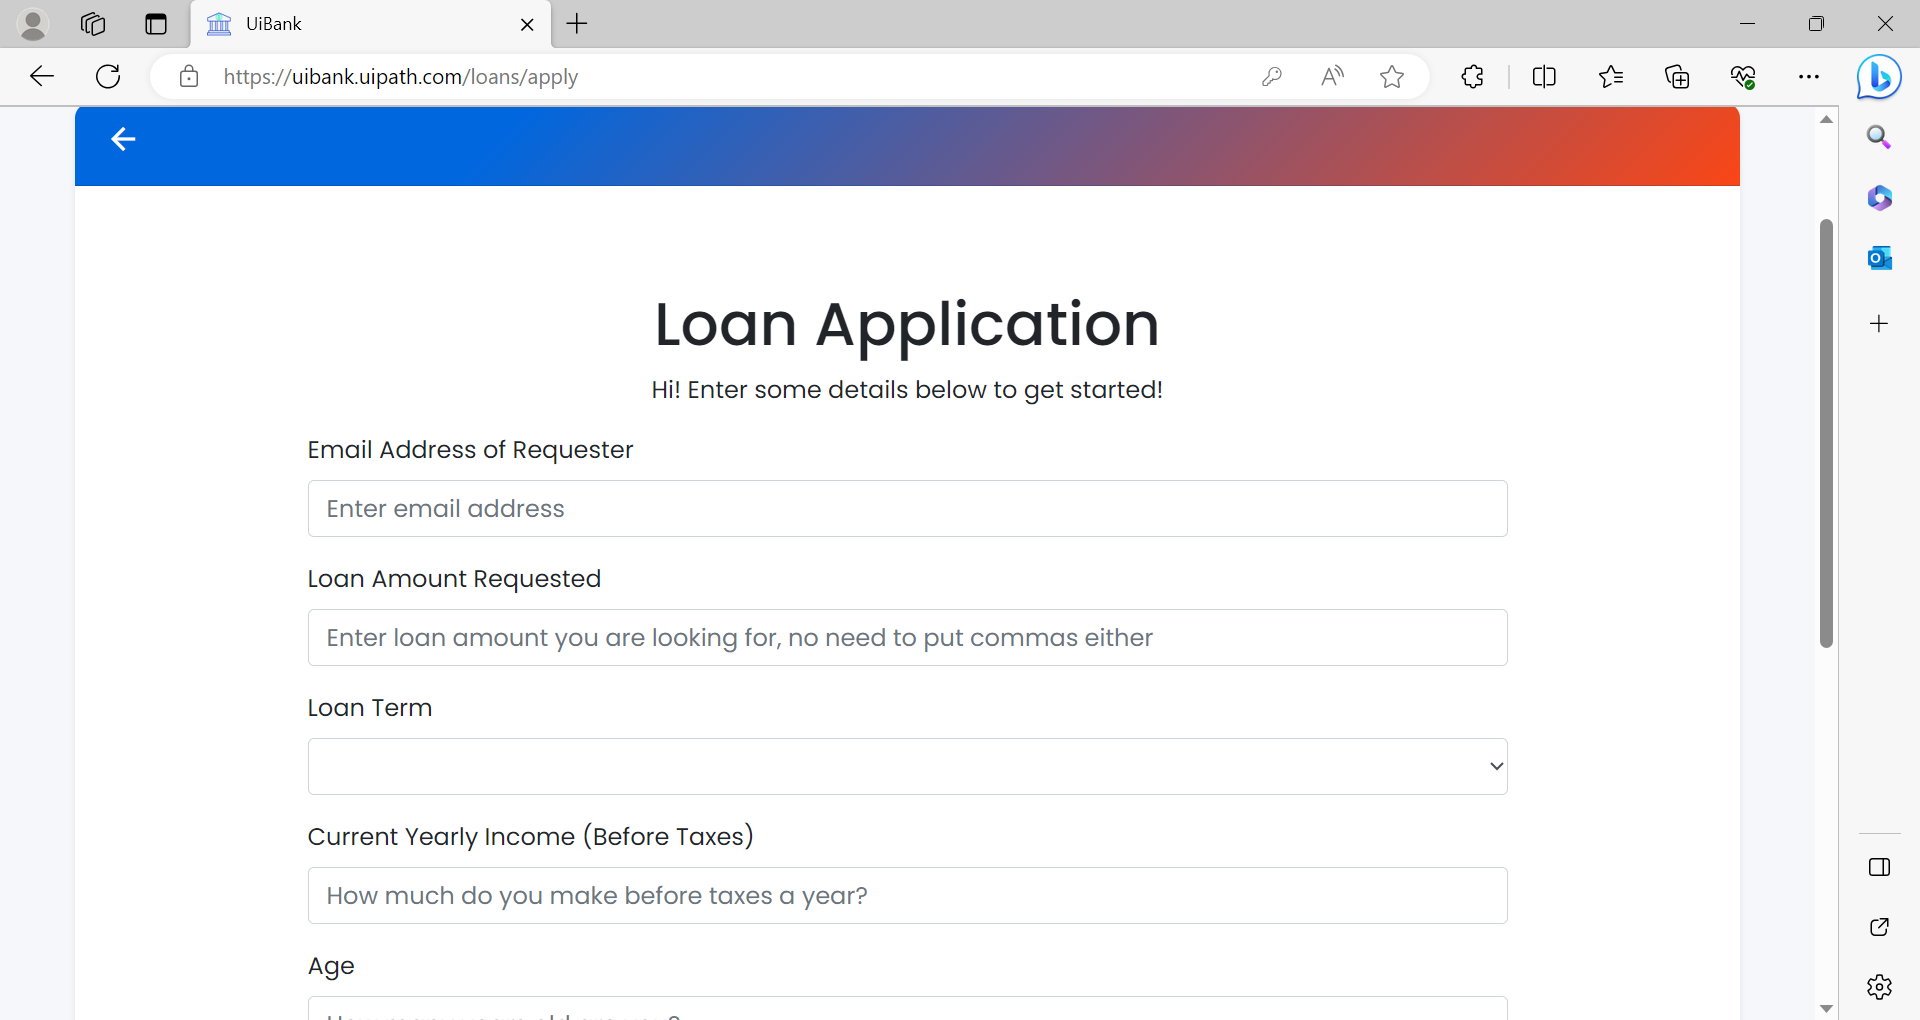 UiBank
https://uibank.uipath.com/loans/apply
Loan Application
Hi! Enter some details below to get started!
Email Address of Requester
Enter email address
Loan Amount Requested
Enter loan amount you are looking for, no need to put commas either
Loan Term
Current Yearly Income (Before Taxes)
How much do you make before taxes a year?
Age